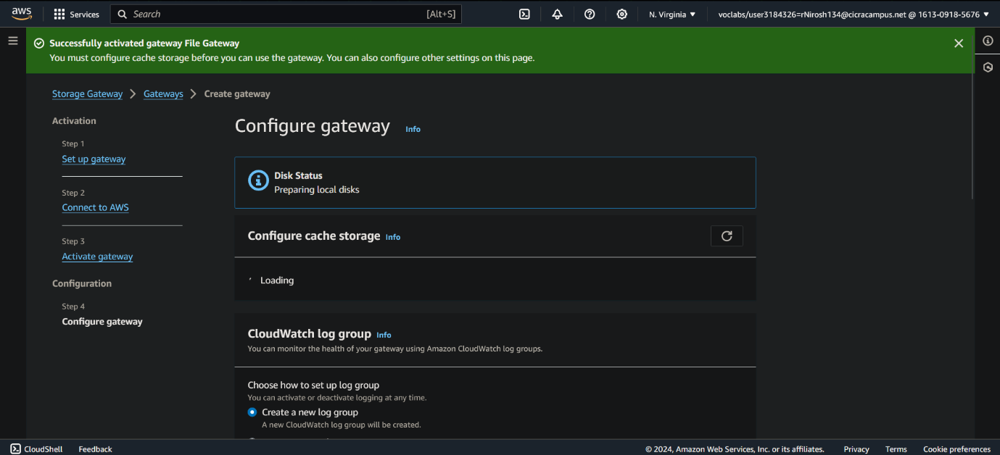 aws
Services
Search
[Alt+S]
N. Virginia
voclabs/user3184326=rNirosh134@cicracampus.net @ 1613-0918-5676
Successfully activated gateway File Gateway
You must configure cache storage before you can use the gateway. You can also configure other settings on this page.
Storage Gateway
Gateways
Create gateway
Activation
Step 1
Set up gateway
Step 2
Connect to AWS
Step 3
Activate gateway
Configuration
Step 4
Configure gateway
Configure gateway Info
Disk Status
Preparing local disks
Configure cache storage Info
Loading
CloudWatch log group Info
You can monitor the health of your gateway using Amazon CloudWatch log groups.
Choose how to set up log group
You can activate or deactivate logging at any time.
Create a new log group
A new CloudWatch log group will be created.
CloudShell
Feedback
© 2024, Amazon Web Services, Inc. or its affiliates.
Privacy
Terms
Cookie preferences